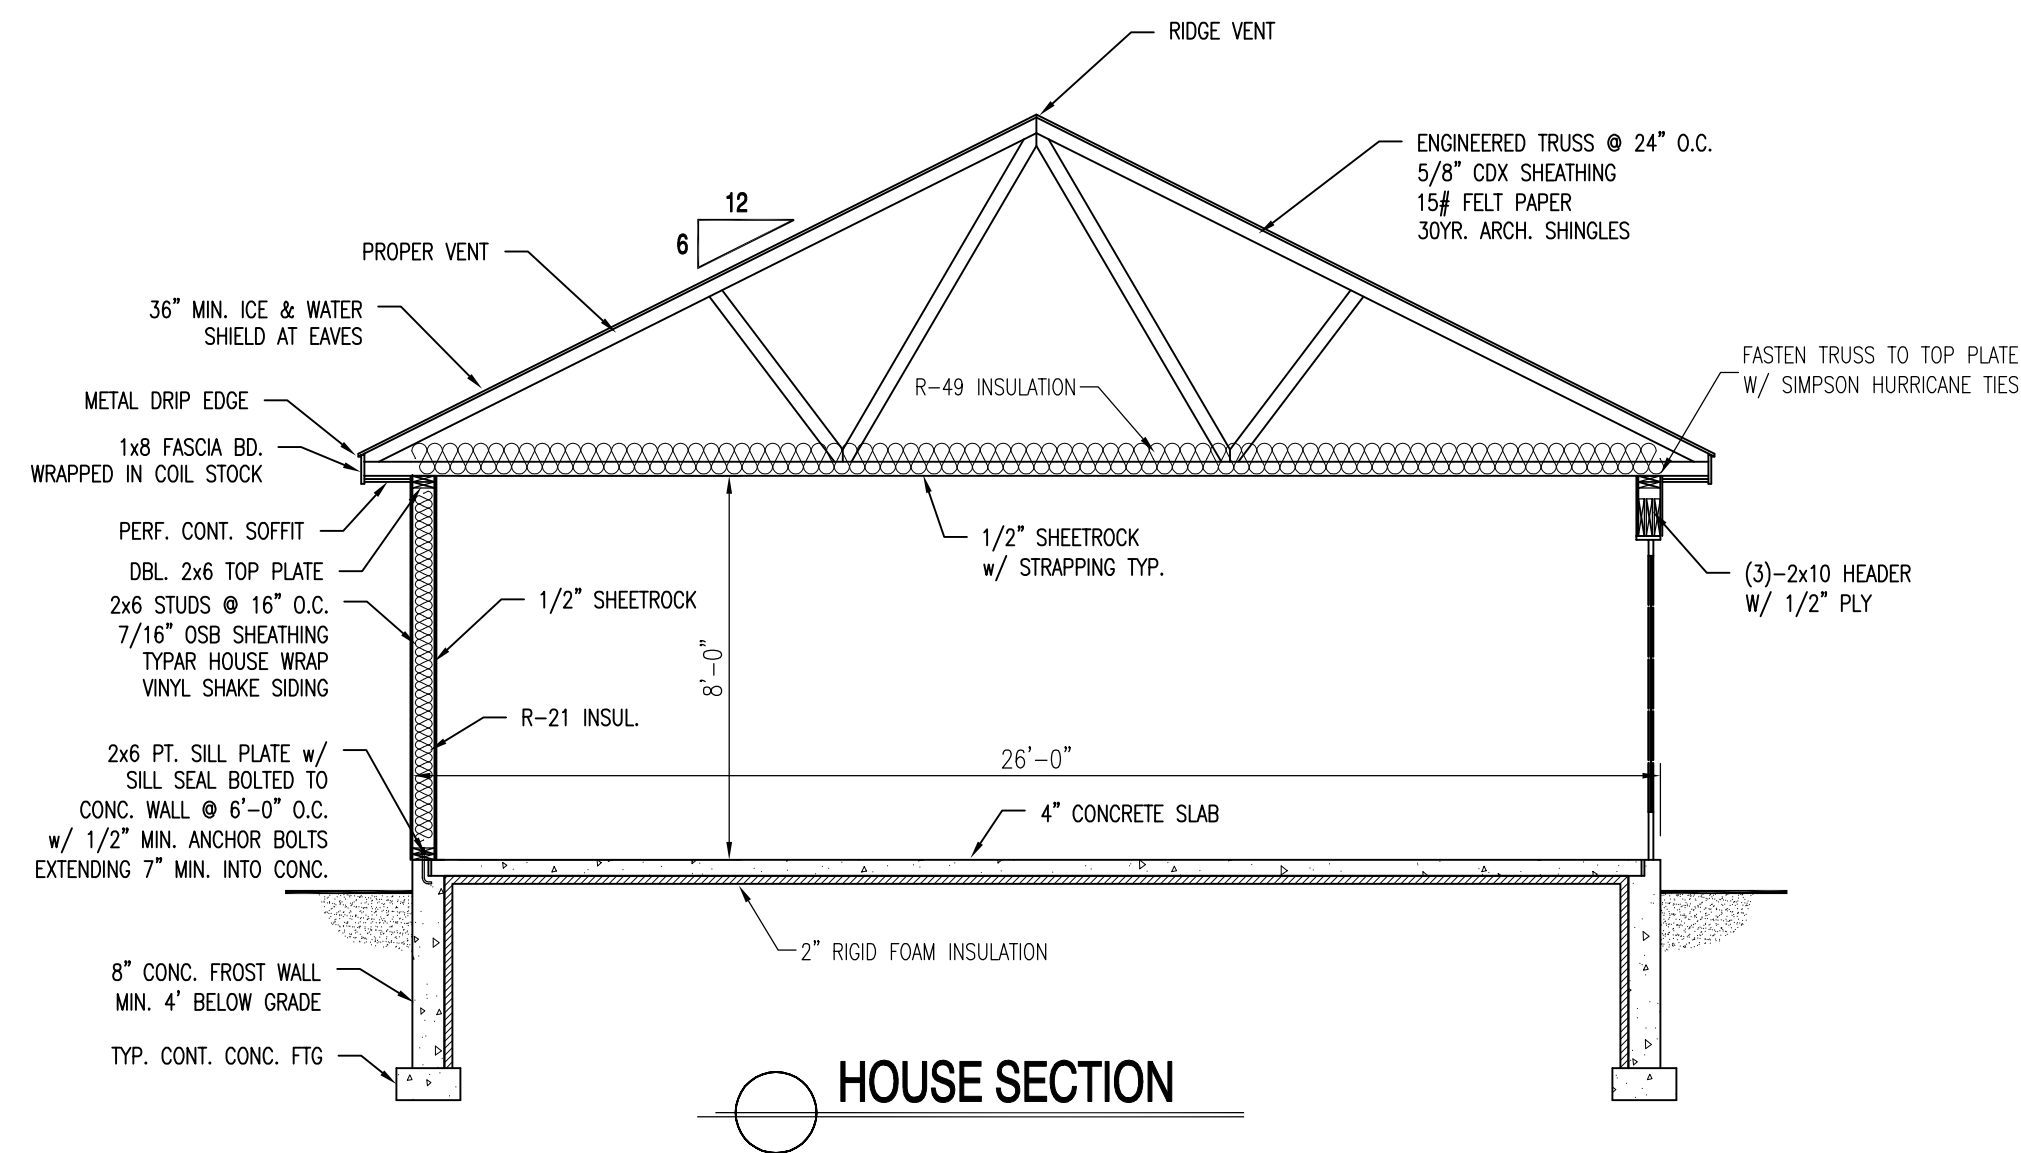 RIDGE VENT
ENGINEERED TRUSS @ 24" O.C.
5/8" CDX SHEATHING
15# FELT PAPER
30YR. ARCH. SHINGLES
12
6
PROPER VENT
36" MIN. ICE & WATER
SHIELD AT EAVES
METAL DRIP EDGE
1x8 FASCIA BD.
WRAPPED IN COIL STOCK
PERF. CONT. SOFFIT
DBL. 2x6 TOP PLATE
2x6 STUDS @ 16" O.C.
7/16" OSB SHEATHING
TYPAR HOUSE WRAP
VINYL SHAKE SIDING
2x6 PT. SILL PLATE w/
SILL SEAL BOLTED TO
CONC. WALL @ 6'-0" O.C.
w/ 1/2" MIN. ANCHOR BOLTS
EXTENDING 7" MIN. INTO CONC.
8" CONC. FROST WALL
MIN. 4' BELOW GRADE
TYP. CONT. CONC. FTG
R-49 INSULATION
FASTEN TRUSS TO TOP PLATE
W/ SIMPSON HURRICANE TIES
1/2" SHEETROCK
w/ STRAPPING TYP.
(3)-2x10 HEADER
W/ 1/2" PLY
1/2" SHEETROCK
8'-0"
R-21 INSUL.
26'-0"
4" CONCRETE SLAB
2" RIGID FOAM INSULATION
HOUSE SECTION